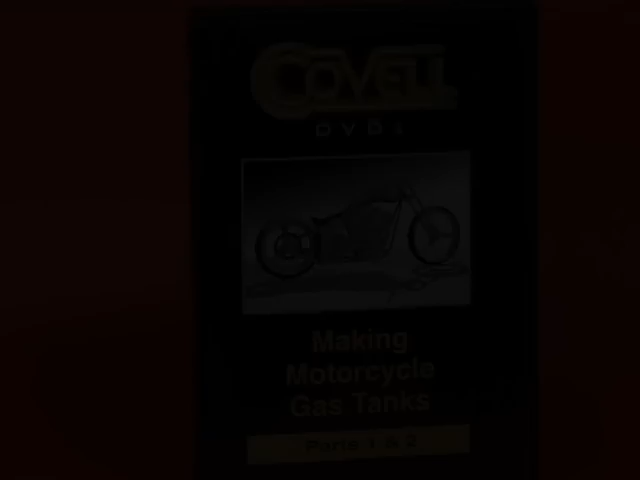 COVELL
DVDs
Making
Motorcycle
Gas Tanks
Parts 1 & 2